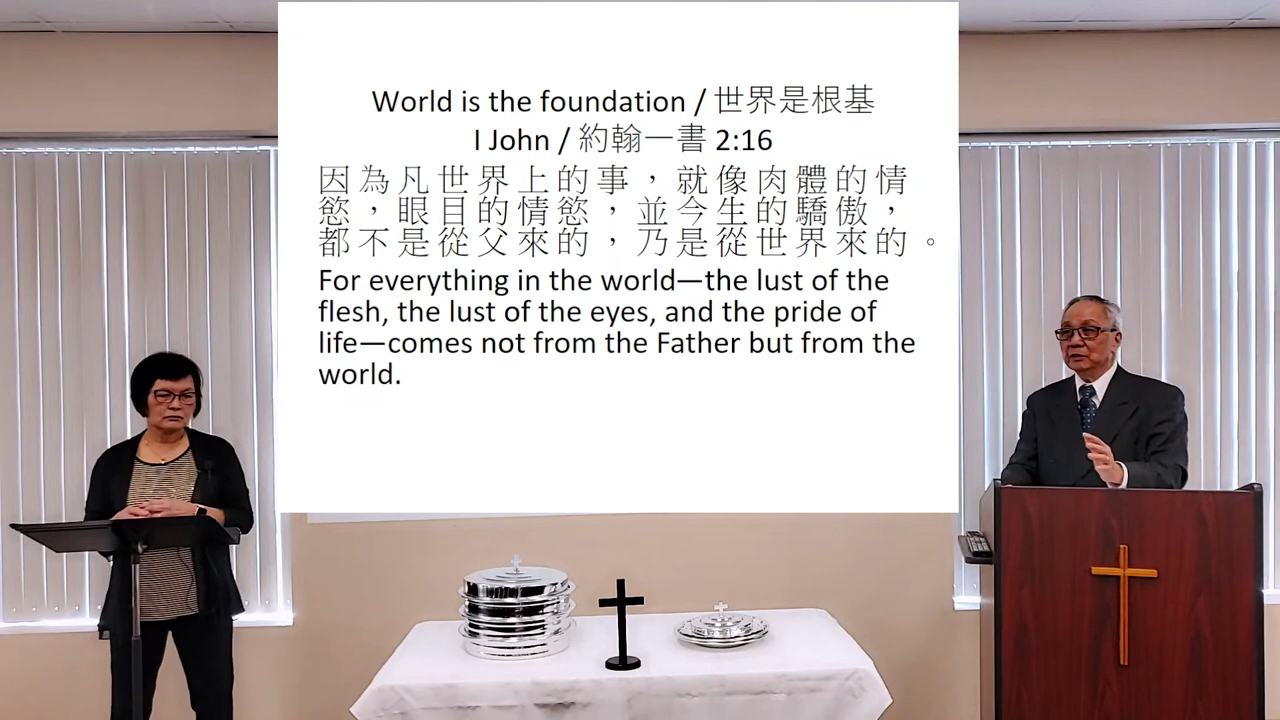 World is the foundation / 世界是根基
I John / 約翰一書 2:16
因為凡世界上的事，就像肉體的情
慾，眼目的情慾，並今生的驕傲，
都不是從父來的，乃是從世界來的。
For everything in the world—the lust of the
flesh, the lust of the eyes, and the pride of
life—comes not from the Father but from the
world.